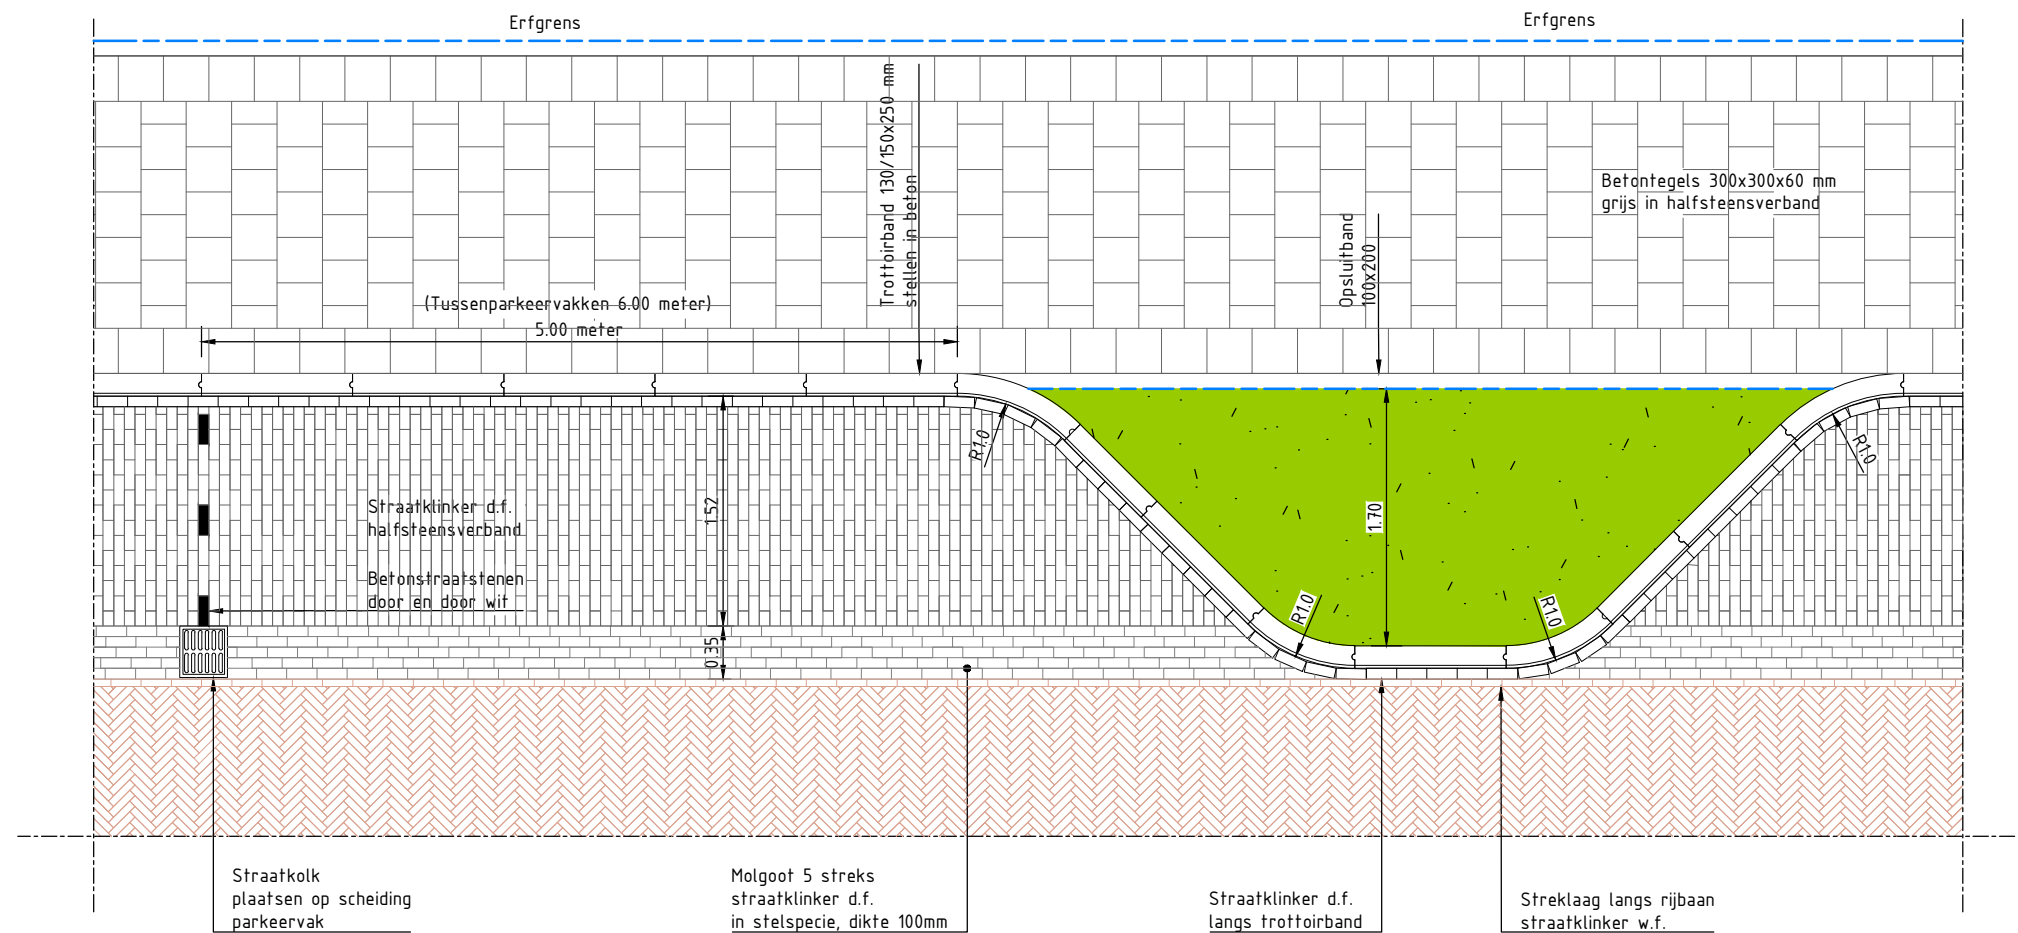 Erfgrens
Erfgrens
Trottoirband 130/150x250 mm
stellen in beton
Betontegels 300x300x60 mm
grijs in halfsteensverband
Opsluitband
100x200
(Tussenparkeervakken 6.00 meter)
5.00 meter
R1.0
R1.0
Straatklinker d.f.
halfsteensverband
1.52
1.70
Betonstraatstenen
door en door wit
R1.0
R1.0
0.35
Straatkolk
plaatsen op scheiding
parkeervak
Molgoot 5 streks
straatklinker d.f.
in stelspecie, dikte 100mm
Straatklinker d.f.
langs trottoirband
Streklaag langs rijbaan
straatklinker w.f.